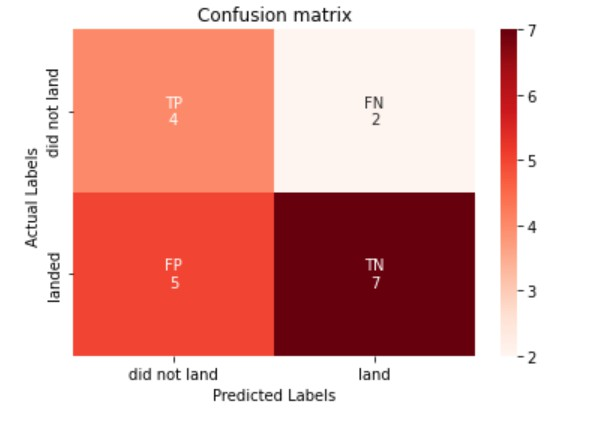 Confusion matrix
7
6
5
4
3
2
Actual Labels
did not land
landed
TP
4
FN
2
FP
5
TN
7
did not land
land
Predicted Labels